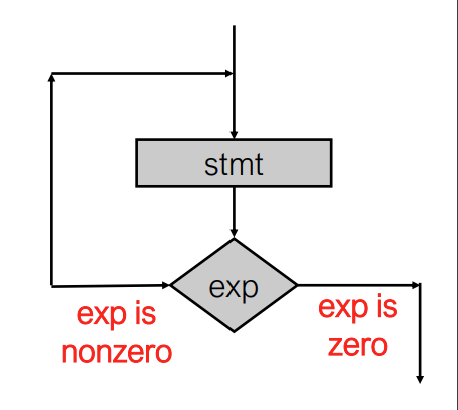 stmt
exp
exp is
nonzero
exp is
zero